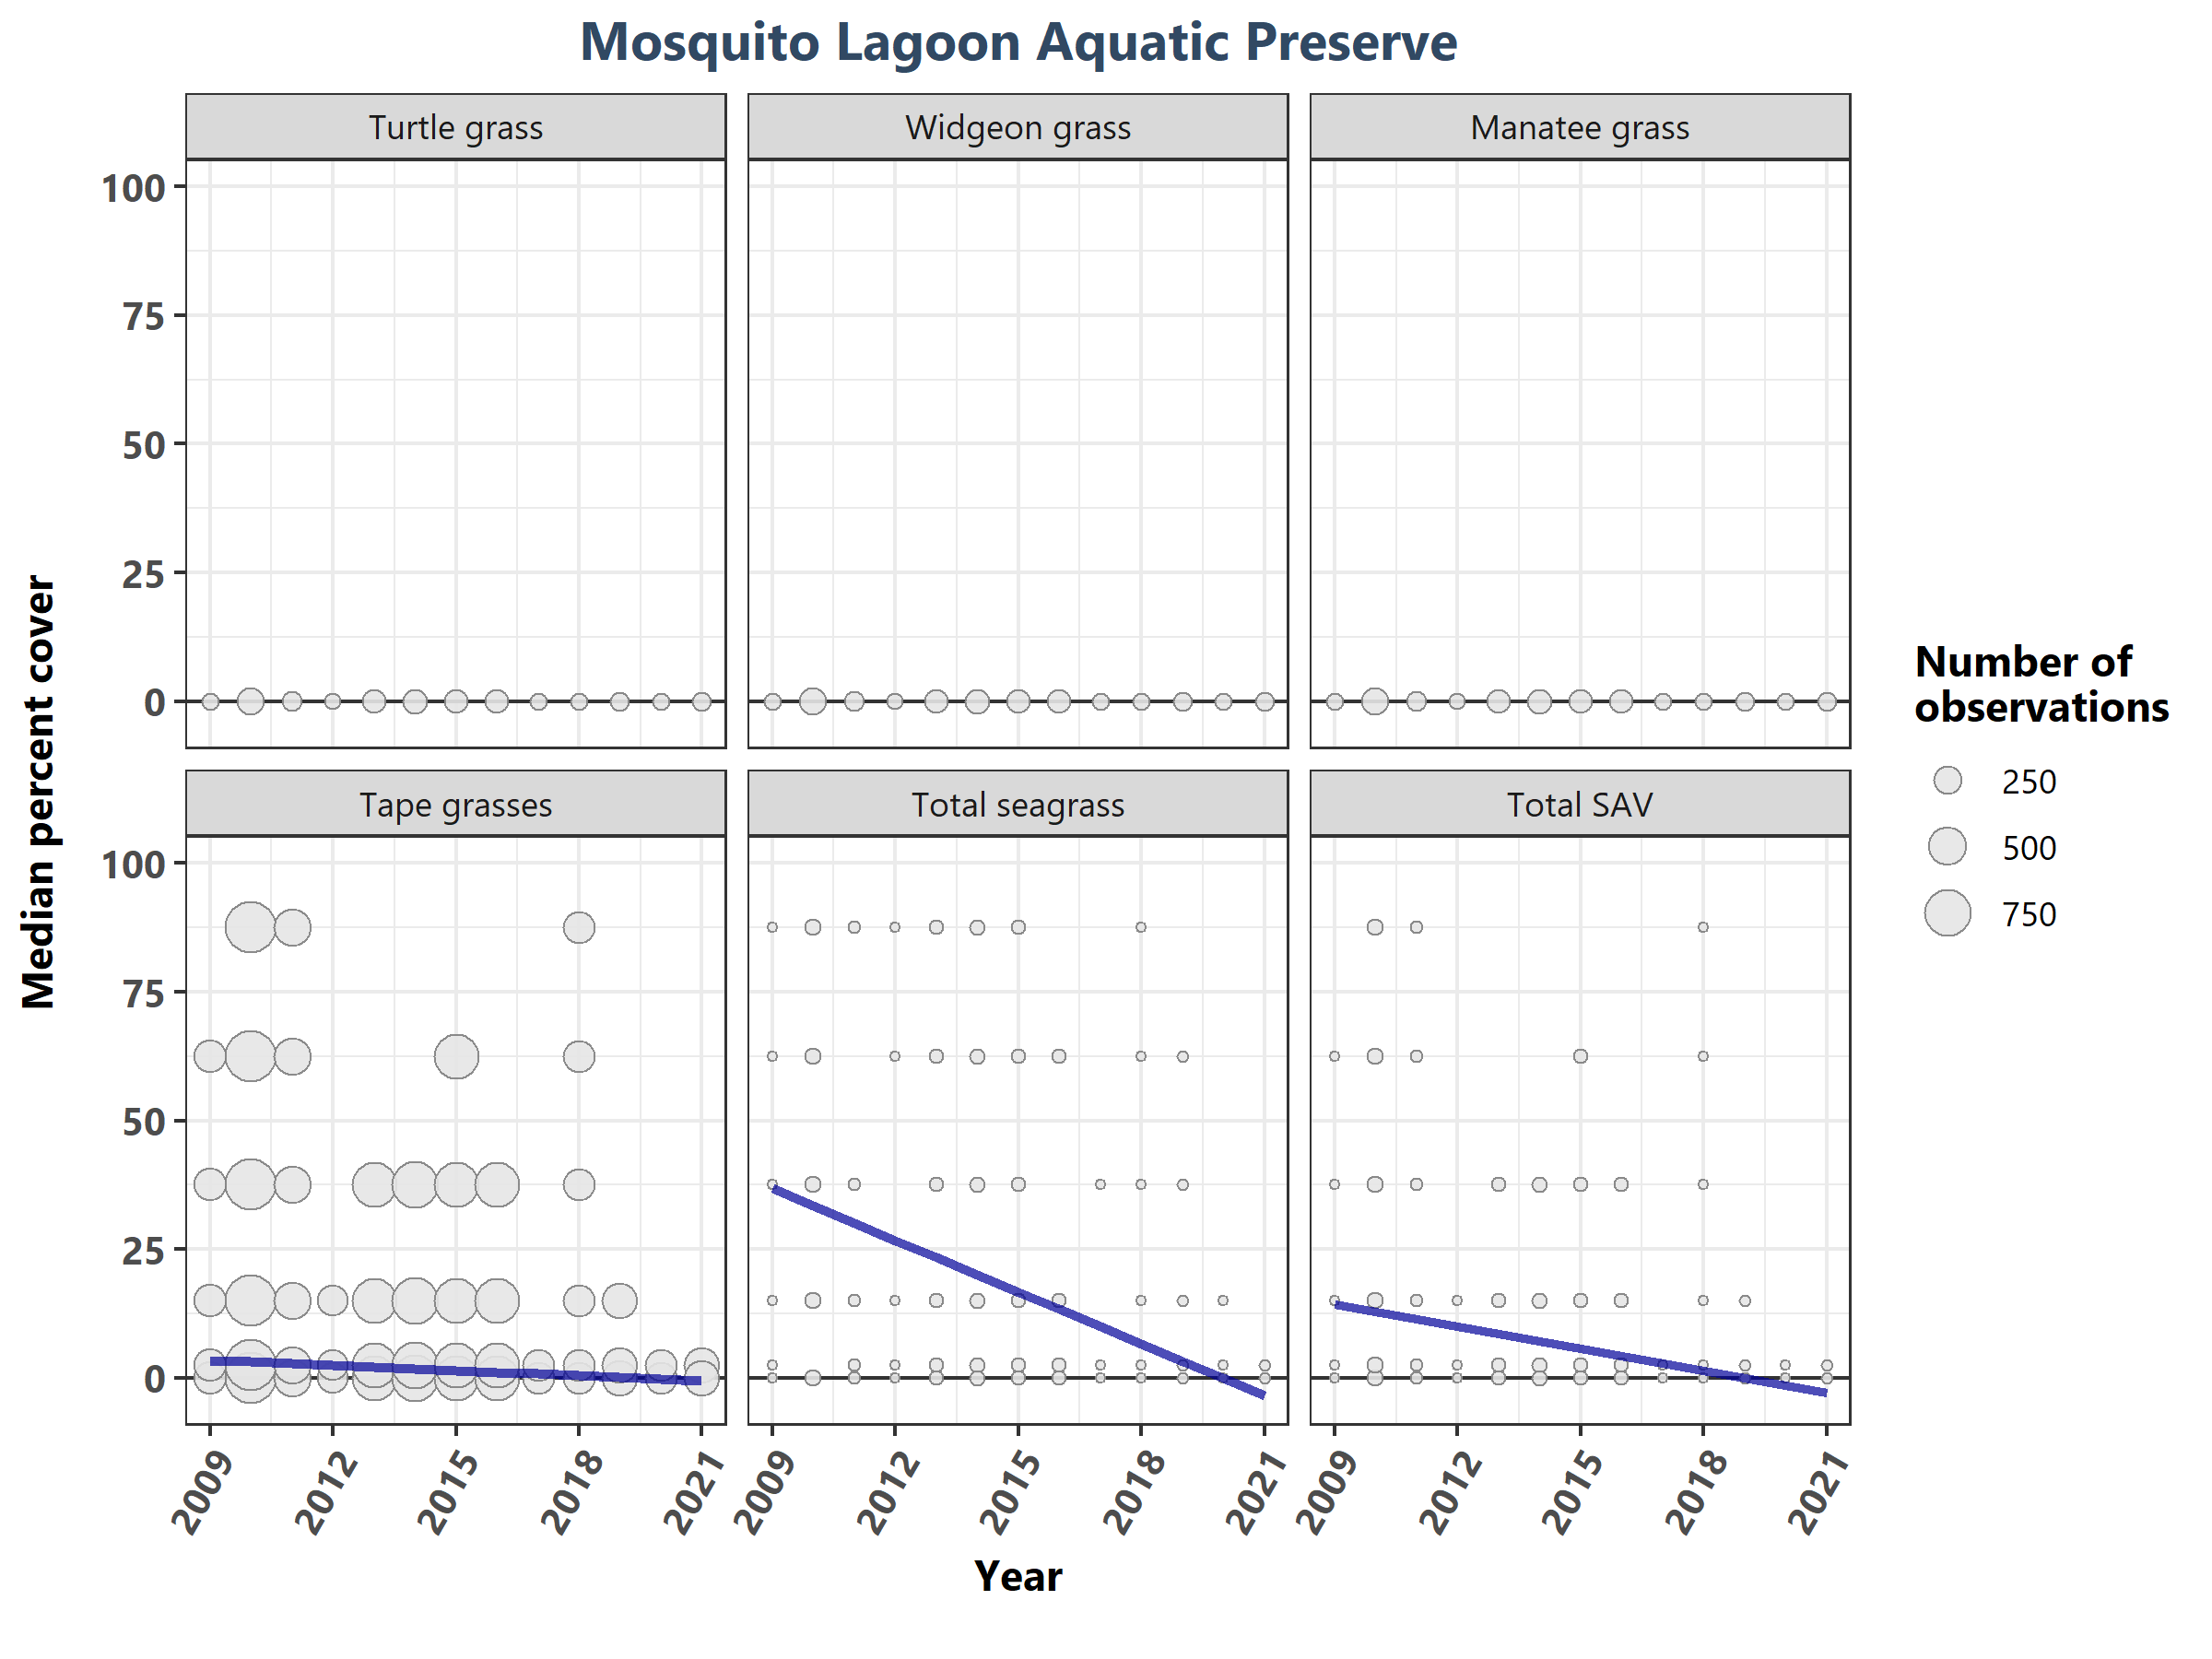 Mosquito Lagoon Aquatic Preserve
Turtle grass
Widgeon grass
Manatee grass
100
75
50
25
0
Tape grasses
Total seagrass
Total SAV
100
75
50
25
0
2009
2012
2015
2018
2021
2009
2012
2015
2018
2021
2009
2012
2015
2018
2021
Median percent cover
Year
Number of
observations
250
500
750